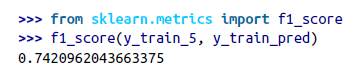 >>> from sklearn.metrics import f1_score
>>> f1_score(y_train_5, y_train_pred)
0.7420962043663375